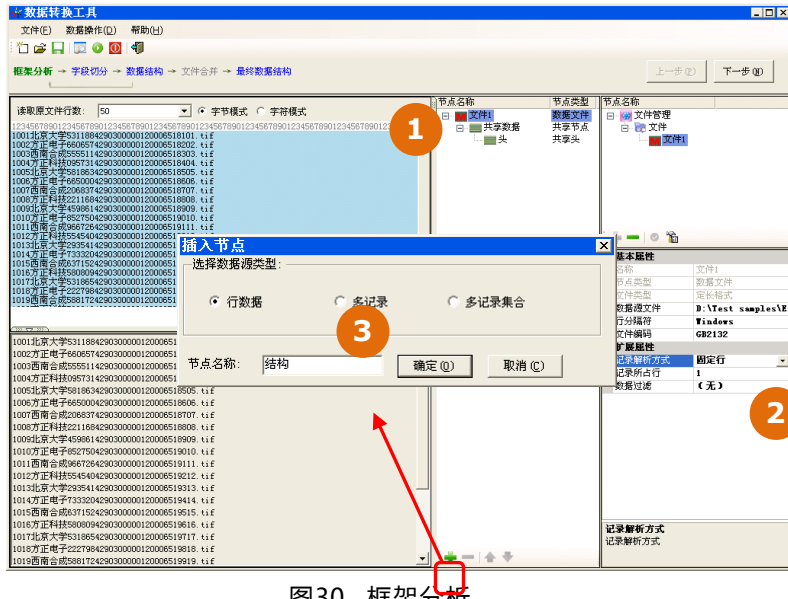 数据转换工具
文件(F) 数据操作(D) 帮助(H)
框架分析 → 字段切分 → 数据结构 → 文件合并 → 最终数据结构
上一步(P) 下一步(N)
读取原文件行数: 50 字节模式 字符模式
1001北京大学5311884290300000120006518101.tif
1002方正电子6606574290300000120006518202.tif
1003西南合成5555114290300000120006518303.tif
1004方正科技0957314290300000120006518404.tif
1005北京大学5818634290300000120006518505.tif
1006方正电子6650004290300000120006518606.tif
1007西南合成2068374290300000120006518707.tif
1008方正科技2211684290300000120006518808.tif
1009北京大学4598614290300000120006518909.tif
1010方正电子8527504290300000120006519010.tif
1011西南合成9667264290300000120006519111.tif
节点名称 节点类型
文件1 数据文件
共享数据 共享节点
头 共享头
节点名称
文件管理
文件
文件1
1
插入节点
选择数据源类型:
行数据 多记录 多记录集合
3
节点名称: 结构 确定(O) 取消(C)
基本属性
名称 文件1
节点类型 数据文件
文件类型 定长格式
数据源文件 D:\Test samples\E
行分隔符 Windows
文件编码 GB2132
扩展属性
记录解析方式 固定行
记录所占行 1
数据过滤 (无)
2
1005北京大学5818634290300000120006518505.tif
1006方正电子6650004290300000120006518606.tif
1007西南合成2068374290300000120006518707.tif
1008方正科技2211684290300000120006518808.tif
1009北京大学4598614290300000120006518909.tif
1010方正电子8527504290300000120006519010.tif
1011西南合成9667264290300000120006519111.tif
1012方正科技5545404290300000120006519212.tif
1013北京大学2935414290300000120006519313.tif
1014方正电子7333204290300000120006519414.tif
1015西南合成6371524290300000120006519515.tif
1016方正科技5808094290300000120006519616.tif
1017北京大学5318654290300000120006519717.tif
1018方正电子2227984290300000120006519818.tif
1019西南合成5881724290300000120006519919.tif
记录解析方式
记录解析方式
图30 框架分析